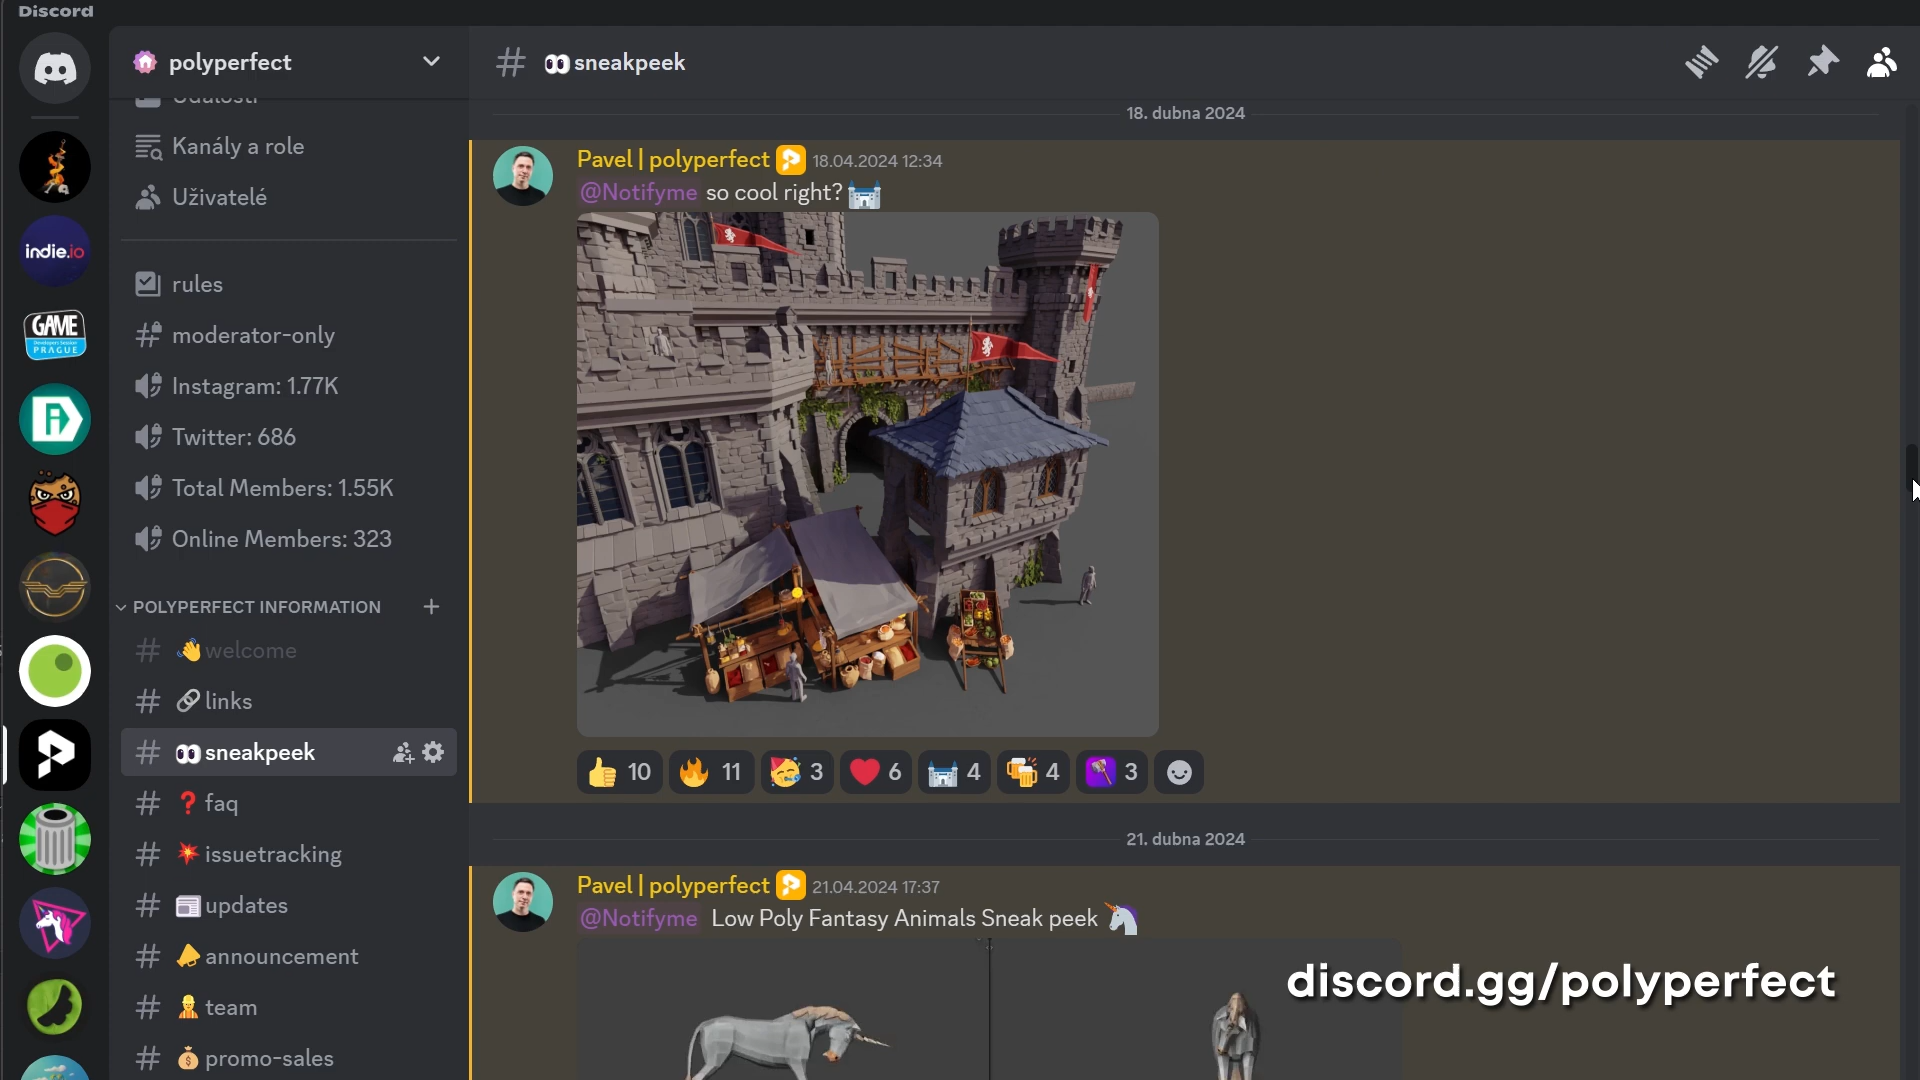 Discord
polyperfect
Události
Kanály a role
Uživatelé
rules
moderator-only
Instagram: 1.77K
Twitter: 686
Total Members: 1.55K
Online Members: 323
POLYPERFECT INFORMATION
welcome
links
sneakpeek
faq
issuetracking
updates
announcement
team
promo-sales
indie.io
GAME
Developers Session
PRAGUE
sneakpeek
18. dubna 2024
Pavel | polyperfect 18.04.2024 12:34
@Notifyme so cool right?
10 11 3 6 4 4 3
21. dubna 2024
Pavel | polyperfect 21.04.2024 17:37
@Notifyme Low Poly Fantasy Animals Sneak peek
discord.gg/polyperfect